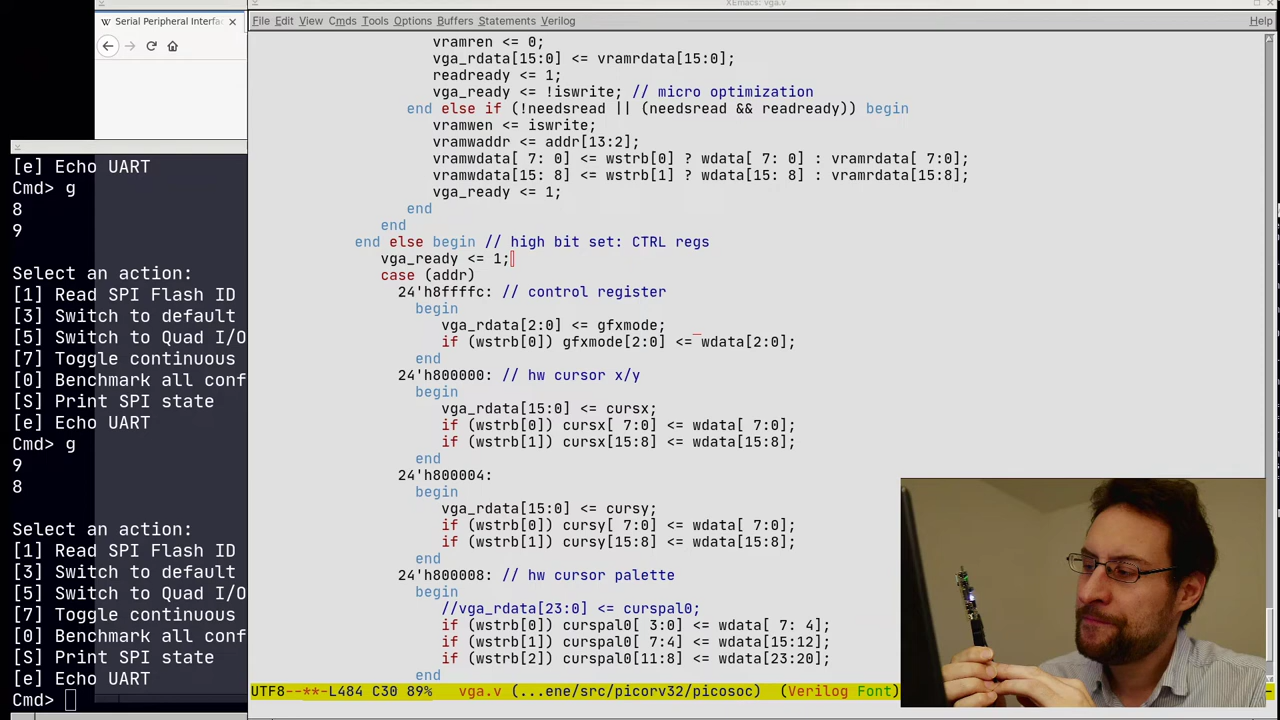 XEmacs: vga.v
Serial Peripheral Interfa
File Edit View Cmds Tools Options Buffers Statements Verilog Help
vramren <= 0;
vga_rdata[15:0] <= vramrdata[15:0];
readready <= 1;
vga_ready <= !iswrite; // micro optimization
end else if (!needsread || (needsread && readready)) begin
vramwen <= iswrite;
vramwaddr <= addr[13:2];
vramwdata[ 7: 0] <= wstrb[0] ? wdata[ 7: 0] : vramrdata[ 7:0];
vramwdata[15: 8] <= wstrb[1] ? wdata[15: 8] : vramrdata[15:8];
vga_ready <= 1;
end
end
end else begin // high bit set: CTRL regs
vga_ready <= 1;
case (addr)
24'h8ffffc: // control register
begin
vga_rdata[2:0] <= gfxmode;
if (wstrb[0]) gfxmode[2:0] <= wdata[2:0];
end
24'h800000: // hw cursor x/y
begin
vga_rdata[15:0] <= cursx;
if (wstrb[0]) cursx[ 7:0] <= wdata[ 7:0];
if (wstrb[1]) cursx[15:8] <= wdata[15:8];
end
24'h800004:
begin
vga_rdata[15:0] <= cursy;
if (wstrb[0]) cursy[ 7:0] <= wdata[ 7:0];
if (wstrb[1]) cursy[15:8] <= wdata[15:8];
end
24'h800008: // hw cursor palette
begin
//vga_rdata[23:0] <= curspal0;
if (wstrb[0]) curspal0[ 3:0] <= wdata[ 7: 4];
if (wstrb[1]) curspal0[ 7:4] <= wdata[15:12];
if (wstrb[2]) curspal0[11:8] <= wdata[23:20];
end
UTF8--**-L484 C30 89% vga.v (...ene/src/picorv32/picosoc) (Verilog Font)
[e] Echo UART
Cmd> g
8
9
Select an action:
[1] Read SPI Flash ID
[3] Switch to default
[5] Switch to Quad I/O
[7] Toggle continuous
[0] Benchmark all conf
[S] Print SPI state
[e] Echo UART
Cmd> g
9
8
Select an action:
[1] Read SPI Flash ID
[3] Switch to default
[5] Switch to Quad I/O
[7] Toggle continuous
[0] Benchmark all conf
[S] Print SPI state
[e] Echo UART
Cmd>